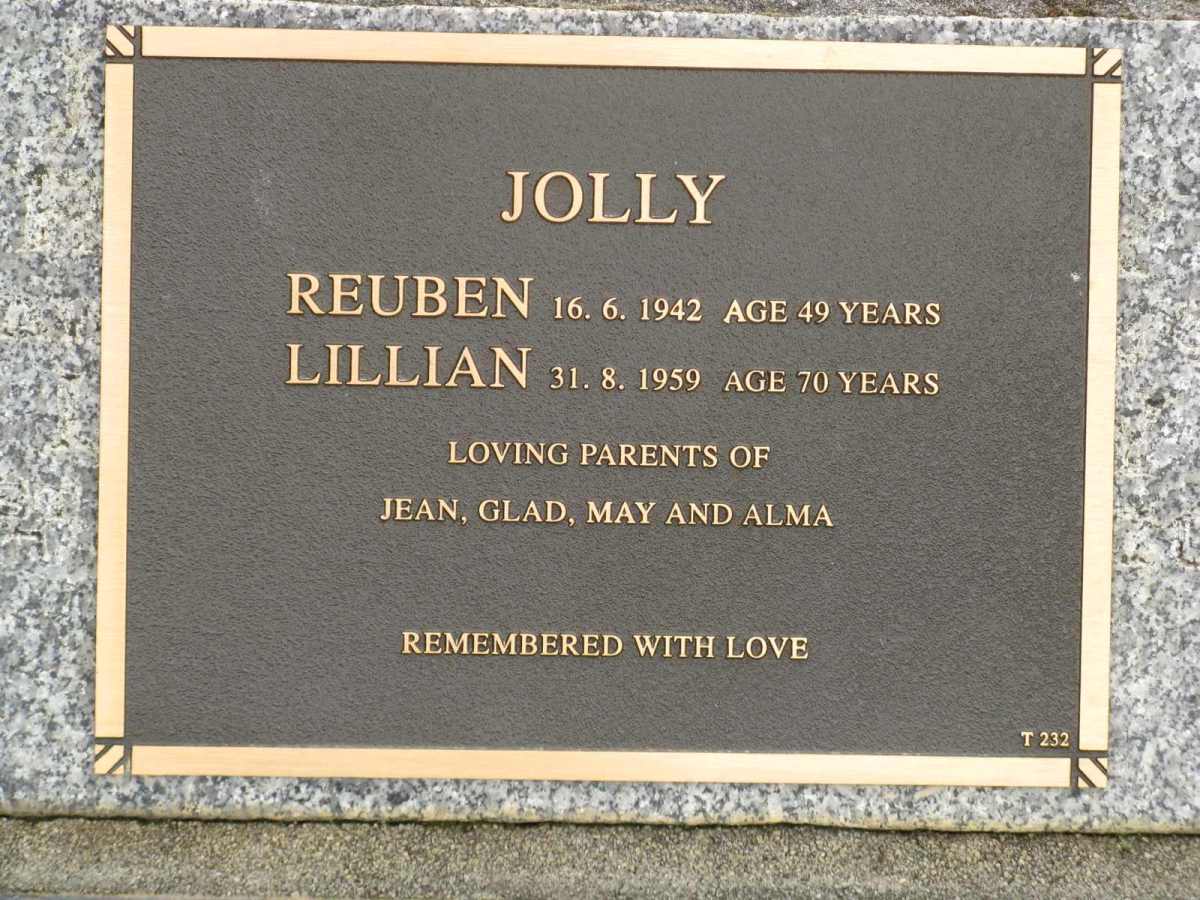 JOLLY
REUBEN 16. 6. 1942 AGE 49 YEARS
LILLIAN 31. 8. 1959 AGE 70 YEARS
LOVING PARENTS OF
JEAN, GLAD, MAY AND ALMA
REMEMBERED WITH LOVE
T 232